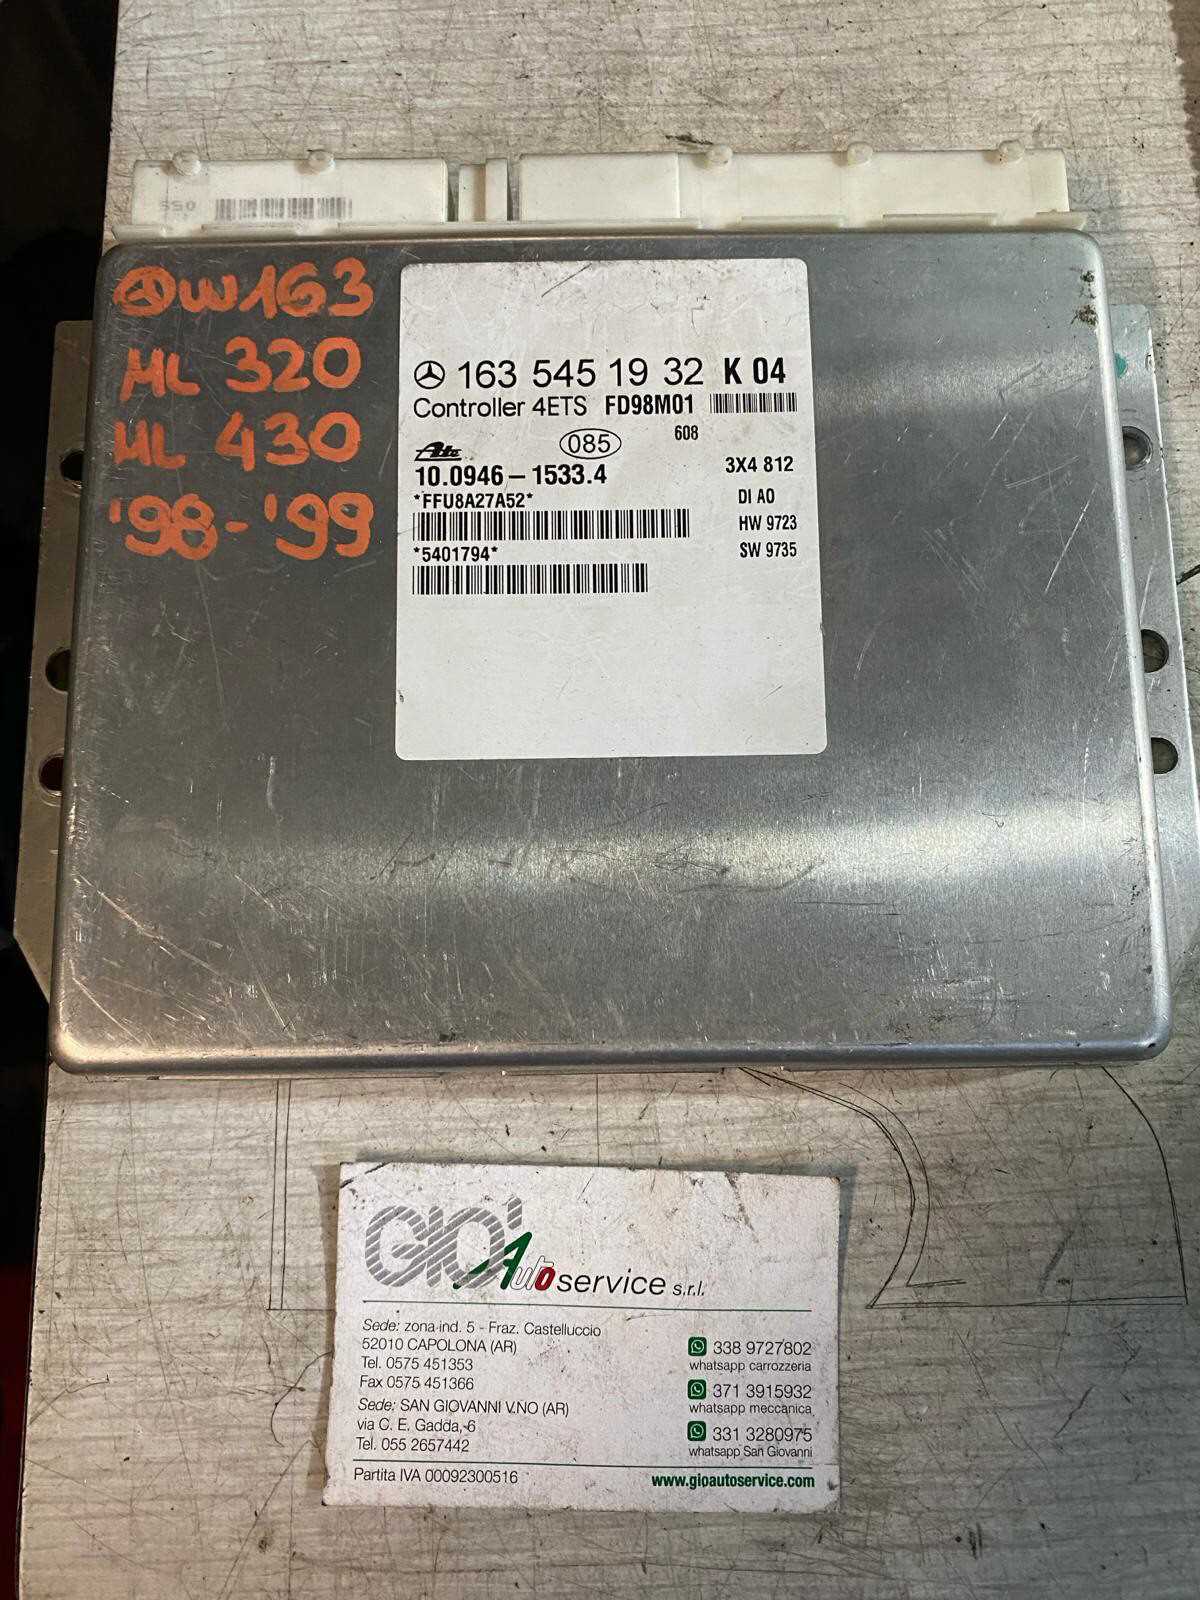 550
W163
ML 320
ML 430
'98-'99
163 545 19 32 K 04
Controller 4ETS FD98M01
608
Ate
085
10.0946-1533.4
3X4 812
*FFU8A27A52*
DI AO
HW 9723
*5401794*
SW 9735
GIO' Autoservice s.r.l.
Sede: zona ind. 5 - Fraz. Castelluccio
52010 CAPOLONA (AR)
Tel. 0575 451353
Fax 0575 451366
Sede: SAN GIOVANNI V.NO (AR)
via C. E. Gadda, 6
Tel. 055 2657442
338 9727802
whatsapp carrozzeria
371 3915932
whatsapp meccanica
331 3280975
whatsapp San Giovanni
Partita IVA 00092300516
www.gioautoservice.com